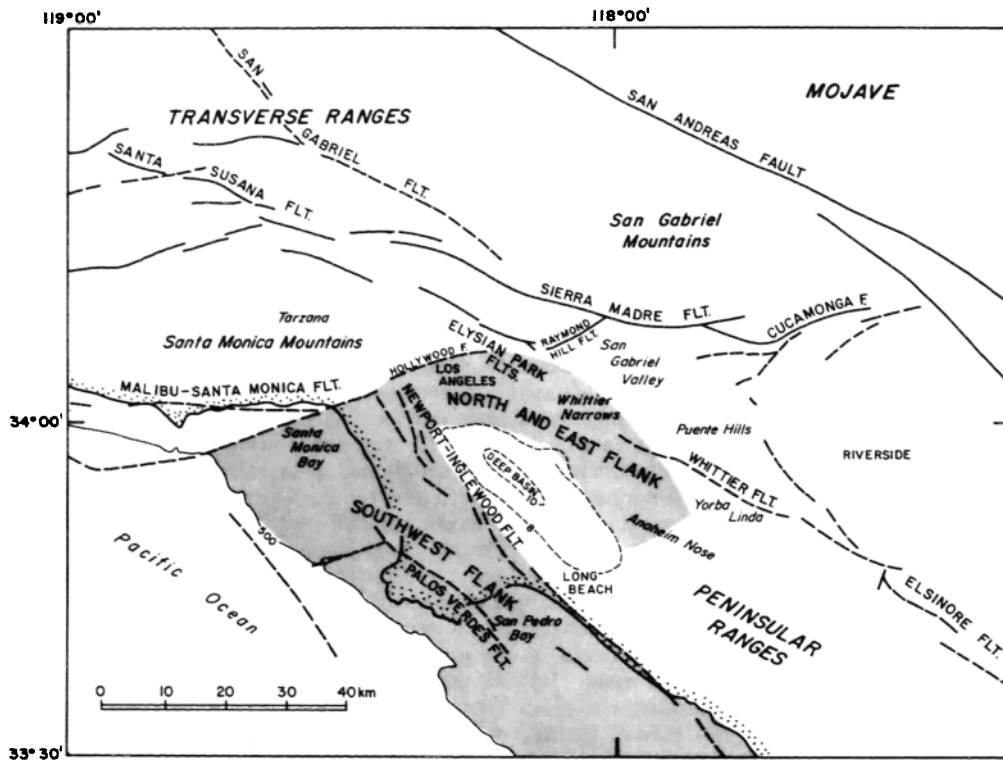 119°00'
118°00'
SAN
GABRIEL
FLT.
TRANSVERSE RANGES
MOJAVE
SAN
ANDREAS
FAULT
SANTA
SUSANA
FLT.
San Gabriel
Mountains
SIERRA
MADRE FLT.
CUCAMONGA F.
Tarzana
Santa Monica Mountains
ELYSIAN PARK
FLTS.
RAYMOND
HILL FLT.
San
Gabriel
Valley
HOLLYWOOD F.
LOS
ANGELES
MALIBU-SANTA MONICA FLT.
34°00'
NEWPORT-INGLEWOOD FLT.
NORTH AND EAST FLANK
Whittier
Narrows
Puente Hills
Santa
Monica
Bay
DEEP BASIN
10
8
RIVERSIDE
WHITTIER FLT.
Yorba
Linda
Anaheim Nose
SOUTHWEST FLANK
500
Pacific
Ocean
PALOS VERDES FLT.
San Pedro
Bay
LONG-
BEACH
PENINSULAR
RANGES
ELSINORE FLT.
0 10 20 30 40 km
33°30'